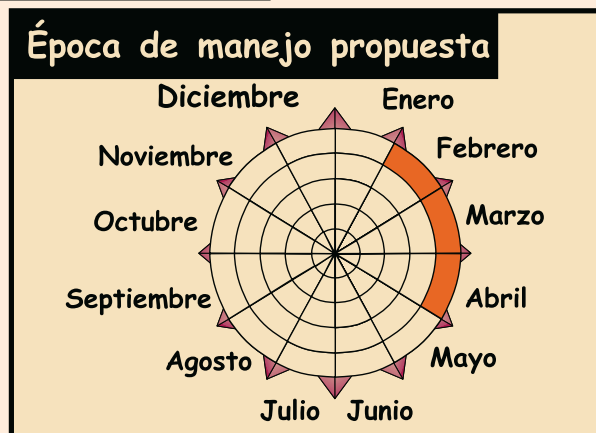 Época de manejo propuesta
Diciembre Enero
Noviembre Febrero
Octubre Marzo
Septiembre Abril
Agosto Mayo
Julio Junio